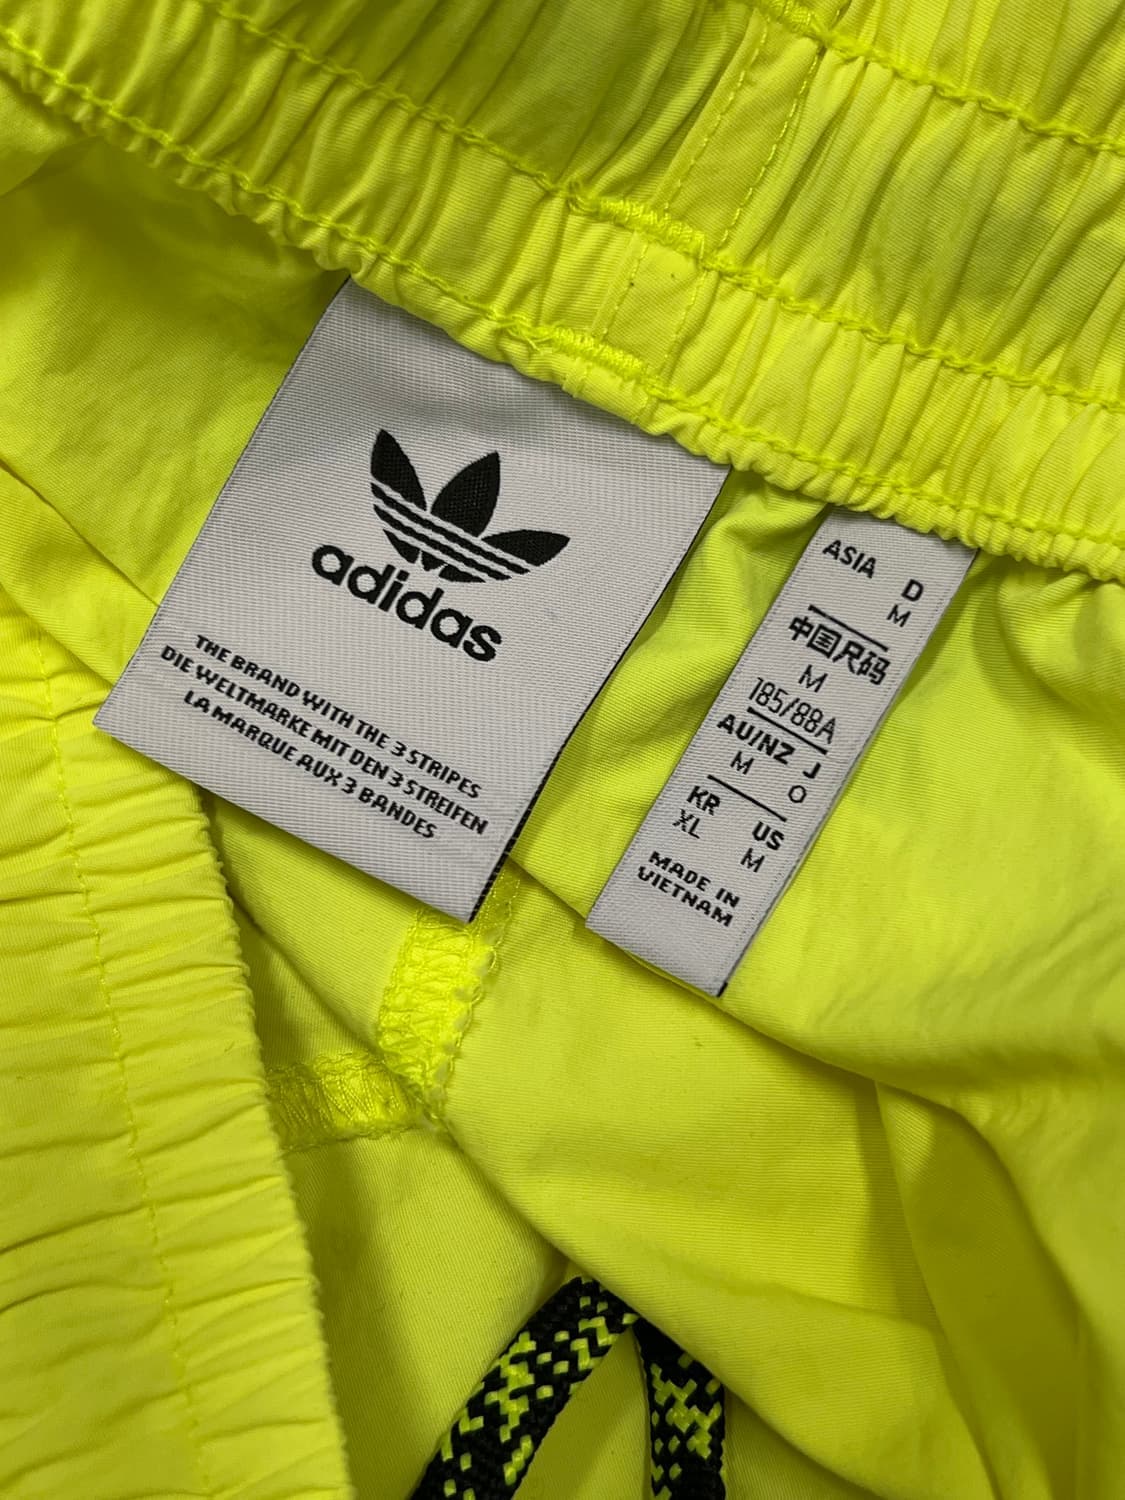 adidas
THE BRAND WITH THE 3 STRIPES
DIE WELTMARKE MIT DEN 3 STREIFEN
LA MARQUE AUX 3 BANDES
ASIA D
M
中国尺码
M
185/88A
AU/NZ J
M O
KR US
XL M
MADE IN
VIETNAM